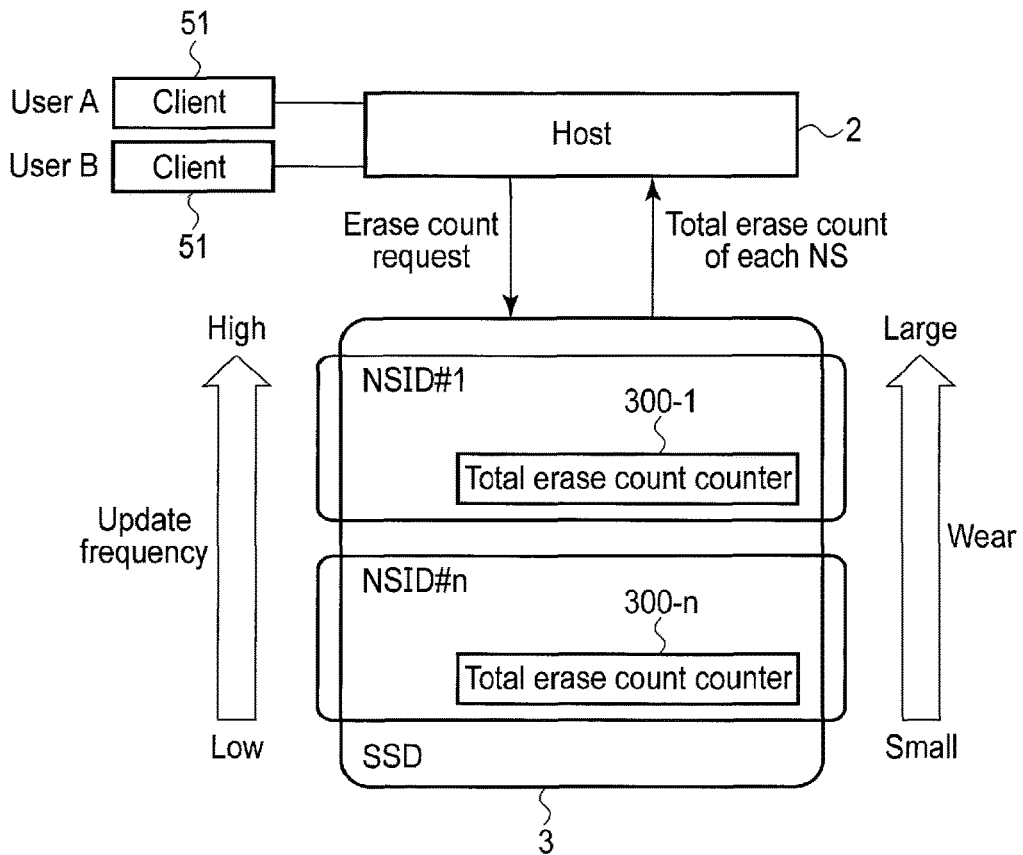 51
User A
Client
Host
2
User B
Client
51
Erase count
request
Total erase count
of each NS
High
Large
NSID#1
300-1
Total erase count counter
Update
frequency
Wear
NSID#n
300-n
Total erase count counter
Low
Small
SSD
3